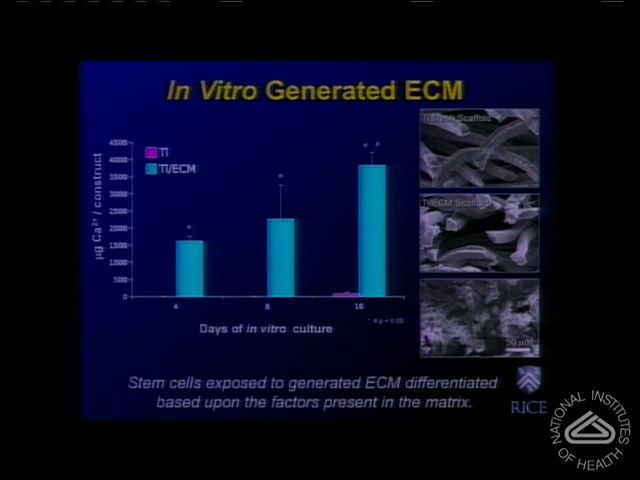 In Vitro Generated ECM
4500
4000
3500
3000
2500
2000
1500
1000
500
0
µg Ca²⁺ / construct
Ti
Ti/ECM
*
*
* #
4
8
16
Days of in vitro culture
*, # p < 0.05
Ti Mesh Scaffold
Ti/ECM Scaffold
50 µm
Stem cells exposed to generated ECM differentiated
based upon the factors present in the matrix.
RICE
NATIONAL INSTITUTES
OF HEALTH